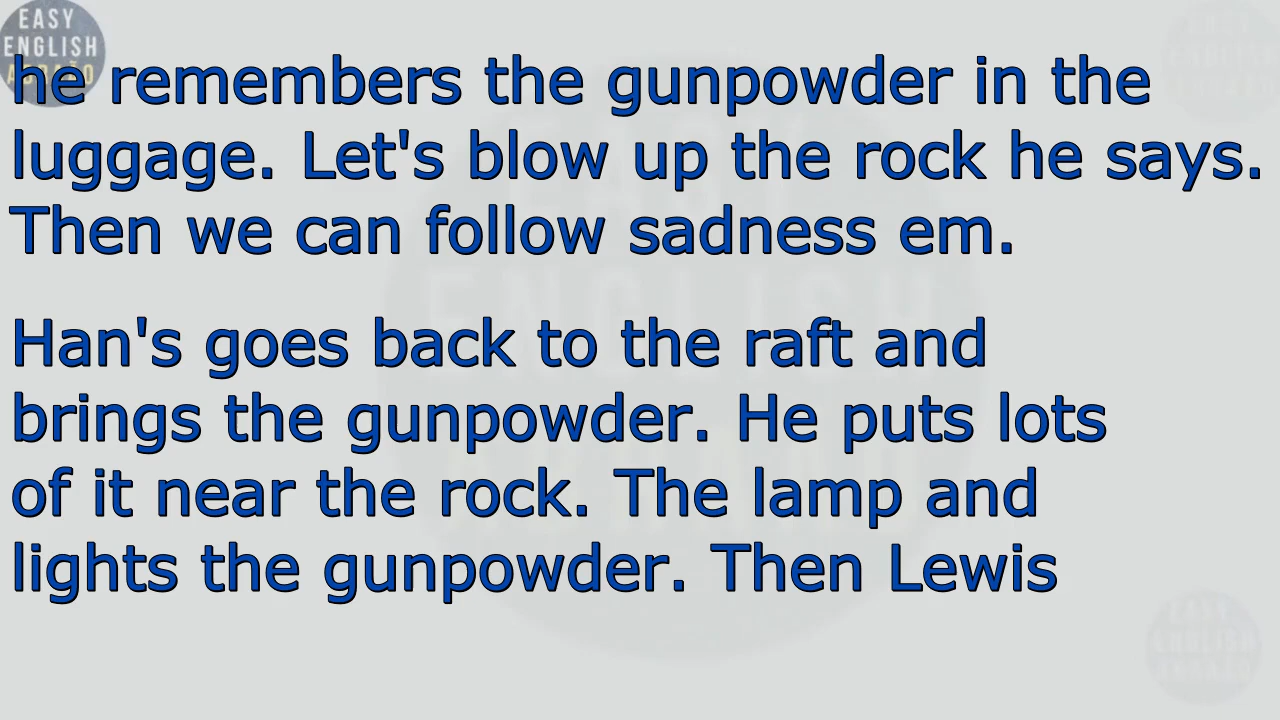 EASY
ENGLISH
he remembers the gunpowder in the
luggage. Let's blow up the rock he says.
Then we can follow sadness em.
Han's goes back to the raft and
brings the gunpowder. He puts lots
of it near the rock. The lamp and
lights the gunpowder. Then Lewis